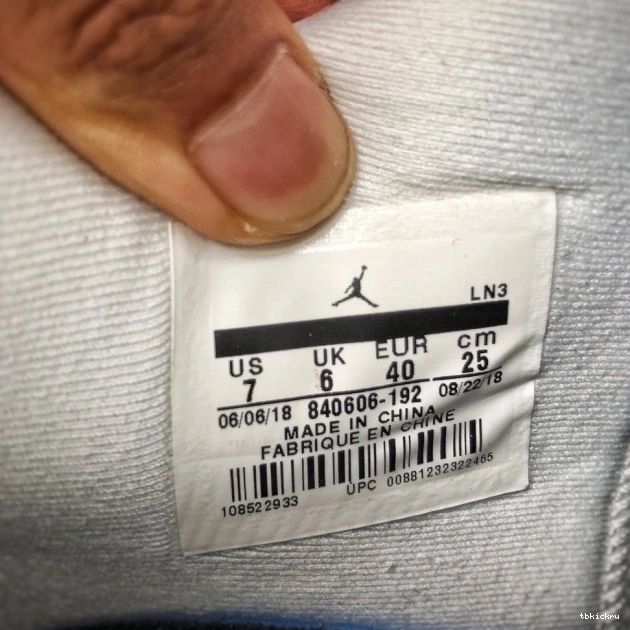 LN3
US UK EUR cm
7 6 40 25
06/06/18 840606-192 08/22/18
MADE IN CHINA
FABRIQUE EN CHINE
108522933 UPC 00881232322465
tbkickru